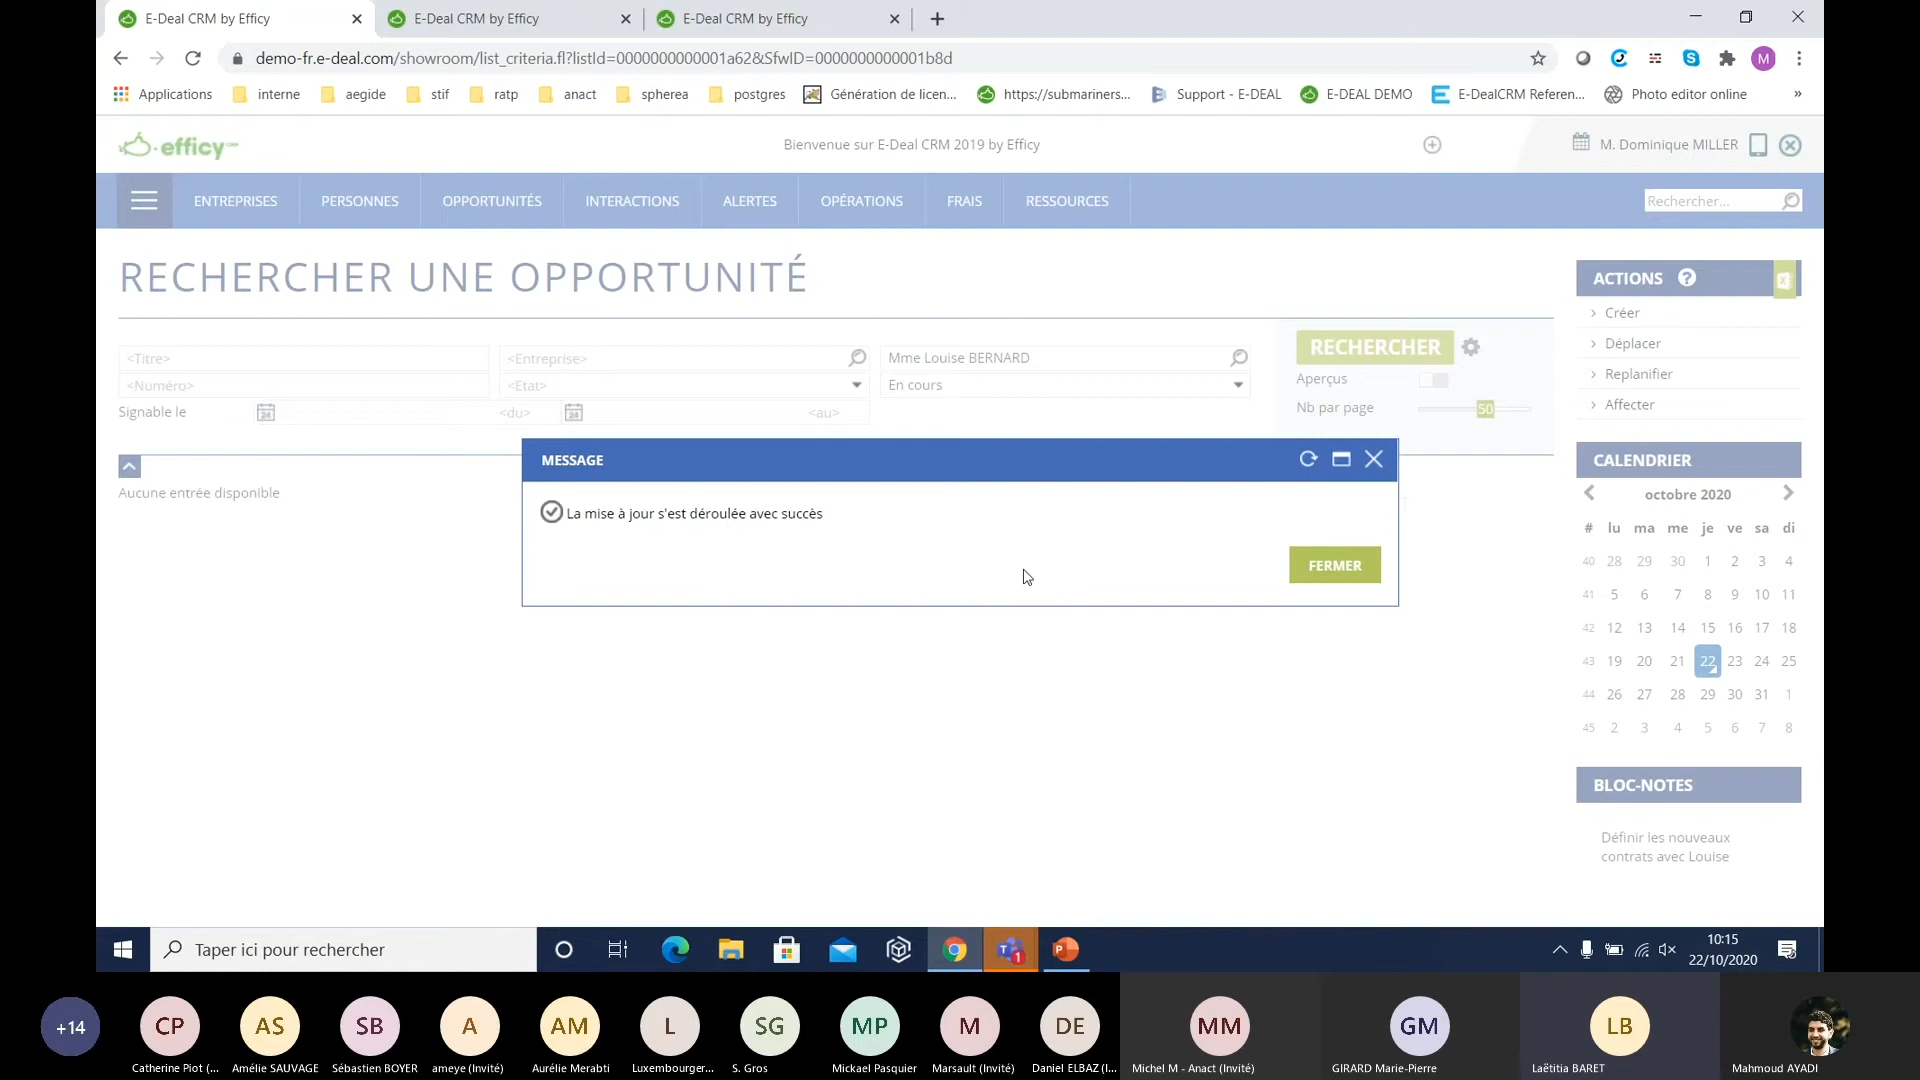 E-Deal CRM by Efficy
E-Deal CRM by Efficy
E-Deal CRM by Efficy
demo-fr.e-deal.com/showroom/list_criteria.fl?listId=0000000000001a62&SfwID=0000000000001b8d
M
Applications
interne
aegide
stif
ratp
anact
spherea
postgres
Génération de licen...
https://submariners...
Support - E-DEAL
E-DEAL DEMO
E-DealCRM Referen...
Photo editor online
»
efficy
Bienvenue sur E-Deal CRM 2019 by Efficy
M. Dominique MILLER
ENTREPRISES
PERSONNES
OPPORTUNITÉS
INTERACTIONS
ALERTES
OPÉRATIONS
FRAIS
RESSOURCES
Rechercher...
RECHERCHER UNE OPPORTUNITÉ
<Titre>
<Entreprise>
Mme Louise BERNARD
<Numéro>
<Etat>
En cours
Signable le
24
<du>
24
<au>
RECHERCHER
Aperçus
Nb par page
50
Aucune entrée disponible
MESSAGE
La mise à jour s'est déroulée avec succès
FERMER
ACTIONS ?
Créer
Déplacer
Replanifier
Affecter
CALENDRIER
octobre 2020
# lu ma me je ve sa di
40 28 29 30 1 2 3 4
41 5 6 7 8 9 10 11
42 12 13 14 15 16 17 18
43 19 20 21 22 23 24 25
44 26 27 28 29 30 31 1
45 2 3 4 5 6 7 8
BLOC-NOTES
Définir les nouveaux
contrats avec Louise
Taper ici pour rechercher
1
10:15
22/10/2020
+14
CP
AS
SB
A
AM
L
SG
MP
M
DE
MM
GM
LB
Catherine Piot (...
Amélie SAUVAGE
Sébastien BOYER
ameye (Invité)
Aurélie Merabti
Luxembourger...
S. Gros
Mickael Pasquier
Marsault (Invité)
Daniel ELBAZ (I...
Michel M - Anact (Invité)
GIRARD Marie-Pierre
Laëtitia BARET
Mahmoud AYADI